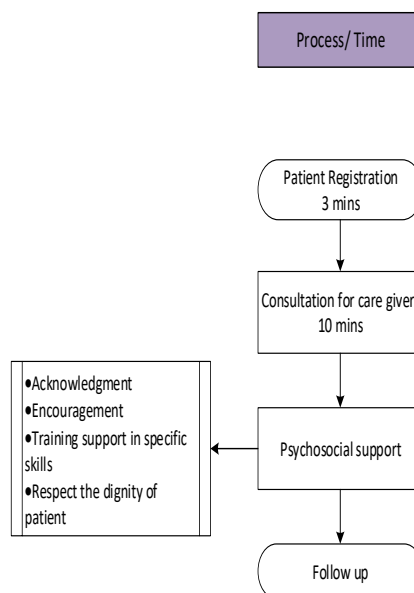 Process/ Time
Patient Registration
3 mins
Consultation for care given
10 mins
•Acknowledgment
•Encouragement
•Training support in specific
skills
•Respect the dignity of
patient
Psychosocial support
Follow up